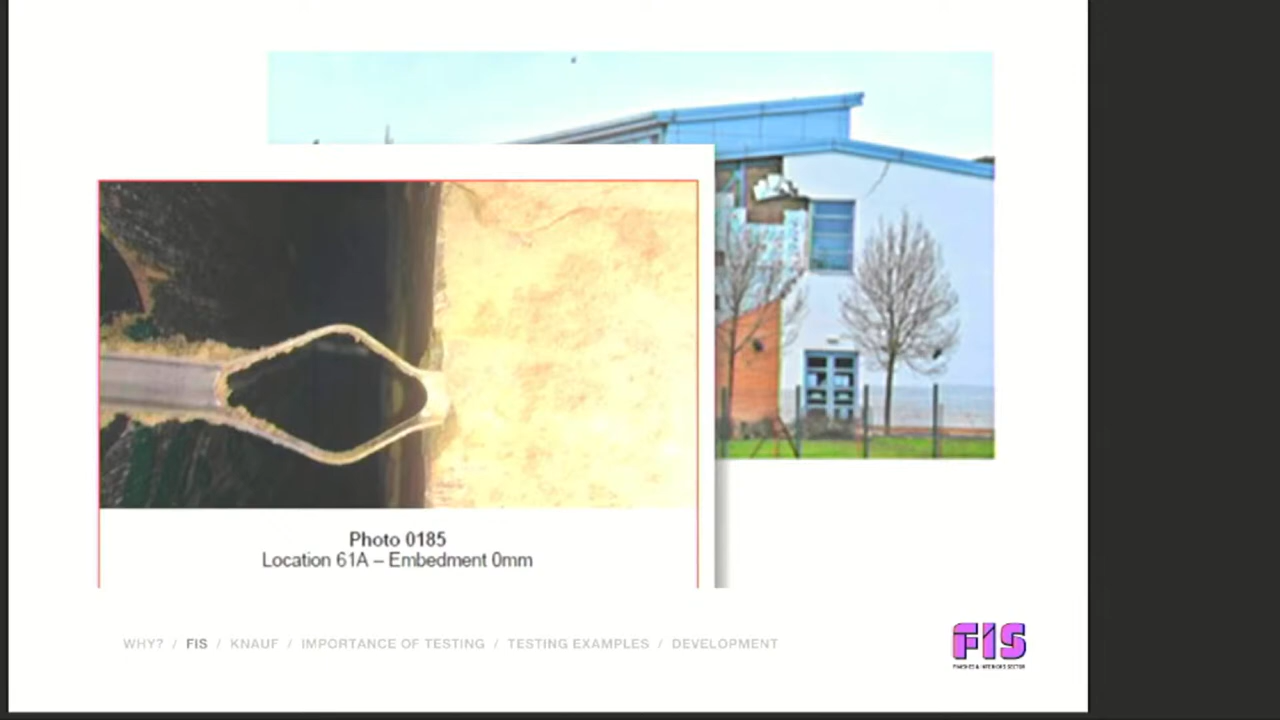 Photo 0185
Location 61A – Embedment 0mm
WHY? / FIS / KNAUF / IMPORTANCE OF TESTING / TESTING EXAMPLES / DEVELOPMENT
FIS